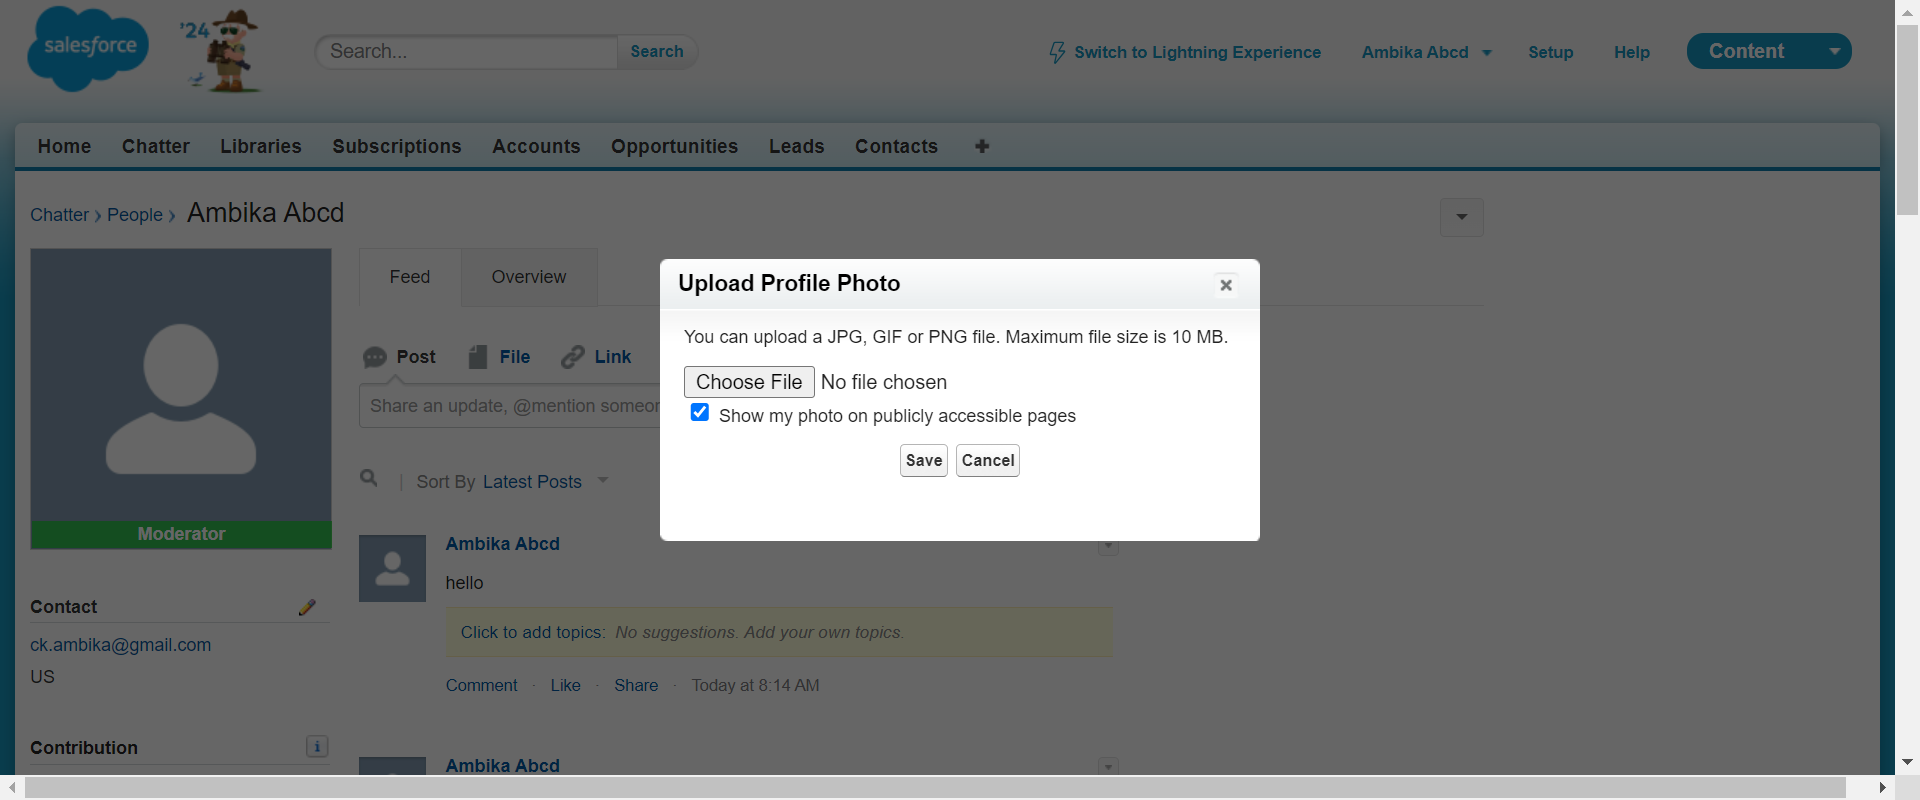 salesforce
'24
Search...
Search
Switch to Lightning Experience
Ambika Abcd
Setup
Help
Content
Home
Chatter
Libraries
Subscriptions
Accounts
Opportunities
Leads
Contacts
Chatter › People › Ambika Abcd
Moderator
Contact
ck.ambika@gmail.com
US
Contribution
Feed
Overview
Post
File
Link
Share an update, @mention someon
Sort By Latest Posts
Ambika Abcd
hello
Click to add topics: No suggestions. Add your own topics.
Comment · Like · Share · Today at 8:14 AM
Ambika Abcd
Upload Profile Photo
You can upload a JPG, GIF or PNG file. Maximum file size is 10 MB.
Choose File No file chosen
Show my photo on publicly accessible pages
Save
Cancel